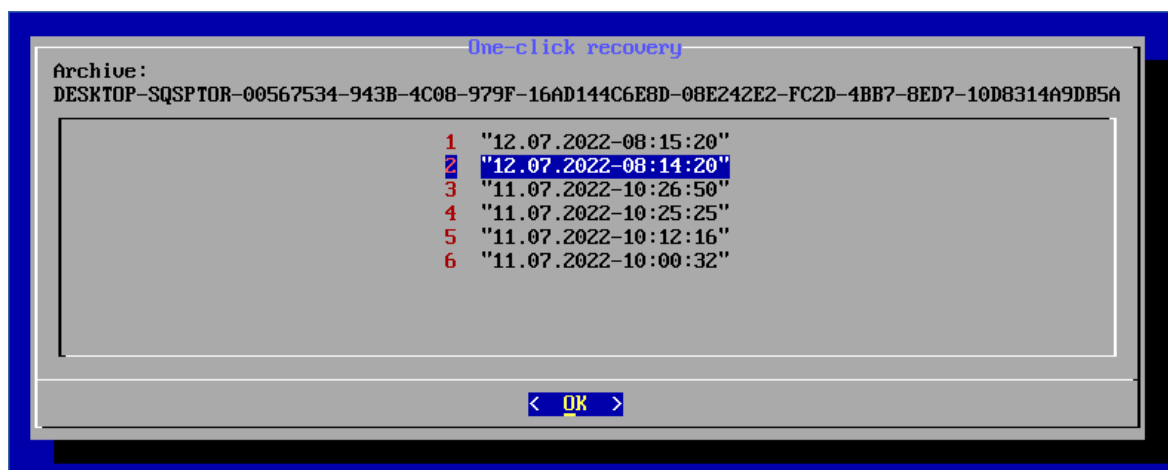 One-click recovery
Archive:
DESKTOP-SQSPTOR-00567534-943B-4C08-979F-16AD144C6E8D-08E242E2-FC2D-4BB7-8ED7-10D8314A9DB5A
1 "12.07.2022-08:15:20"
2 "12.07.2022-08:14:20"
3 "11.07.2022-10:26:50"
4 "11.07.2022-10:25:25"
5 "11.07.2022-10:12:16"
6 "11.07.2022-10:00:32"
< OK >